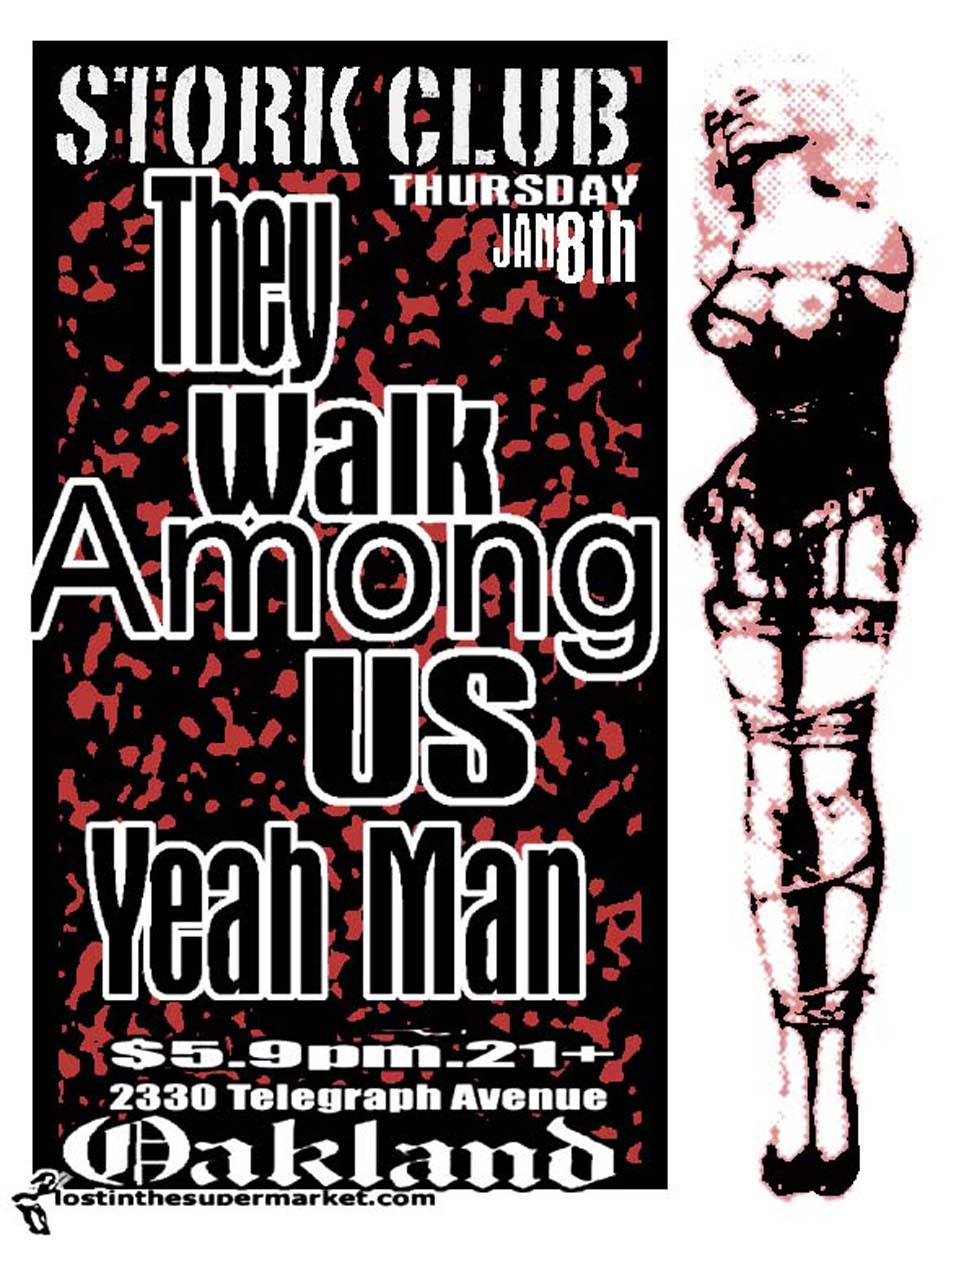 STORK CLUB
THURSDAY
JAN 8th
They
Walk
Among
US
Yeah Man
$5.9pm.21+
2330 Telegraph Avenue
Oakland
lostinthesupermarket.com